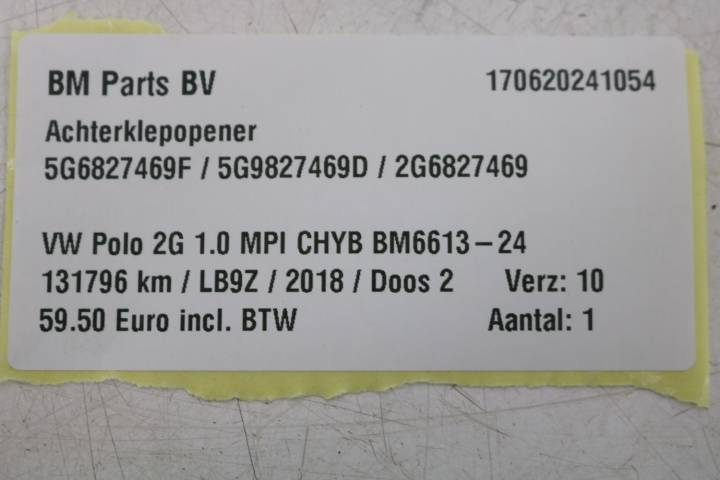 BM Parts BV 170620241054
Achterklepopener
5G6827469F / 5G9827469D / 2G6827469
VW Polo 2G 1.0 MPI CHYB BM6613-24
131796 km / LB9Z / 2018 / Doos 2 Verz: 10
59.50 Euro incl. BTW Aantal: 1